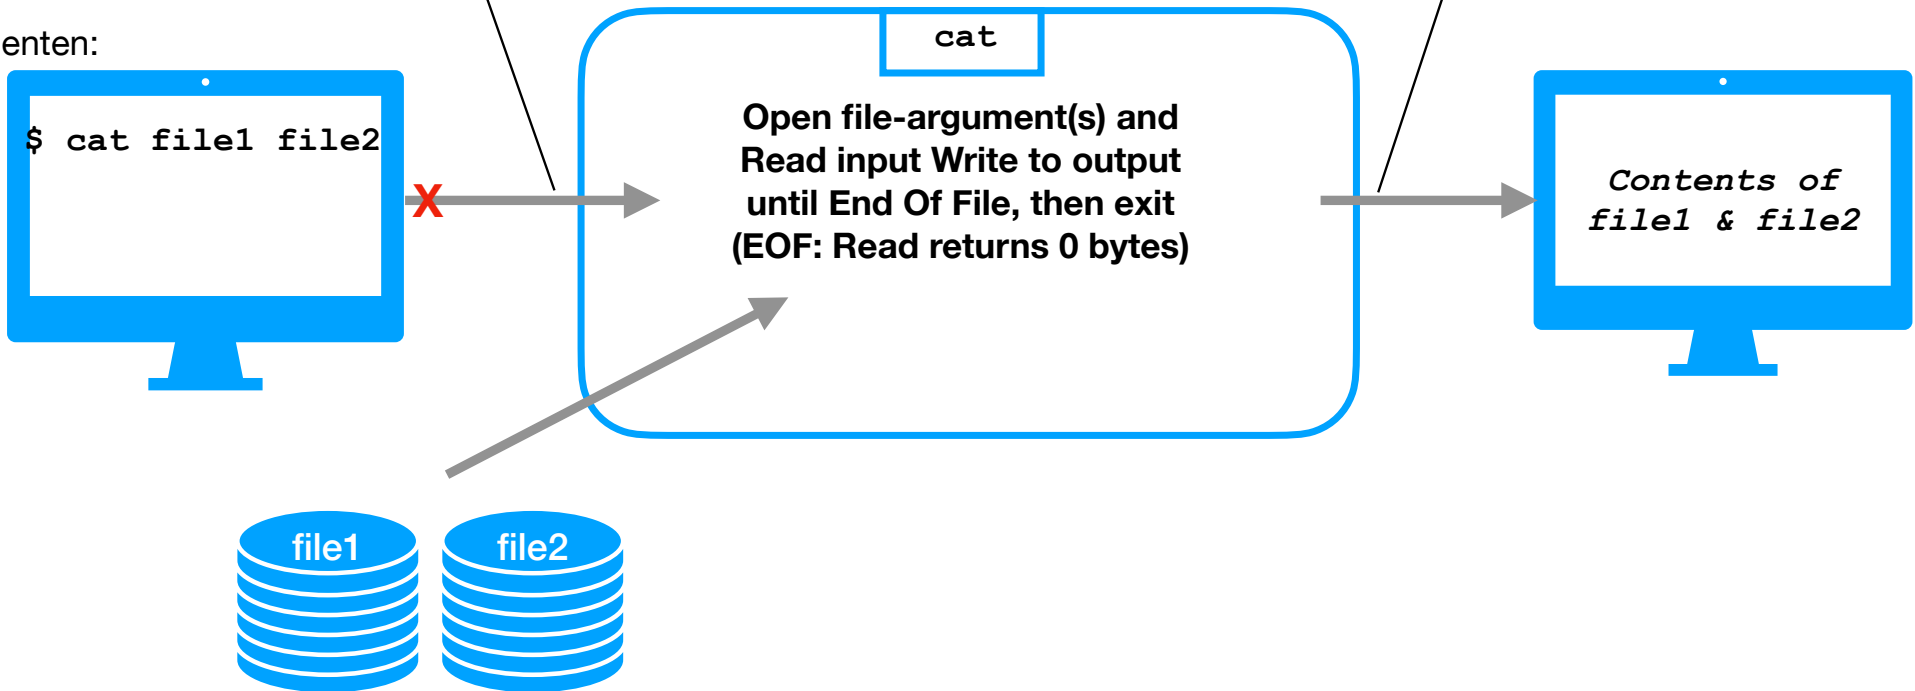 enten:
cat
$ cat file1 file2
Open file-argument(s) and
Read input Write to output
until End Of File, then exit
(EOF: Read returns 0 bytes)
X
Contents of
file1 & file2
file1
file2